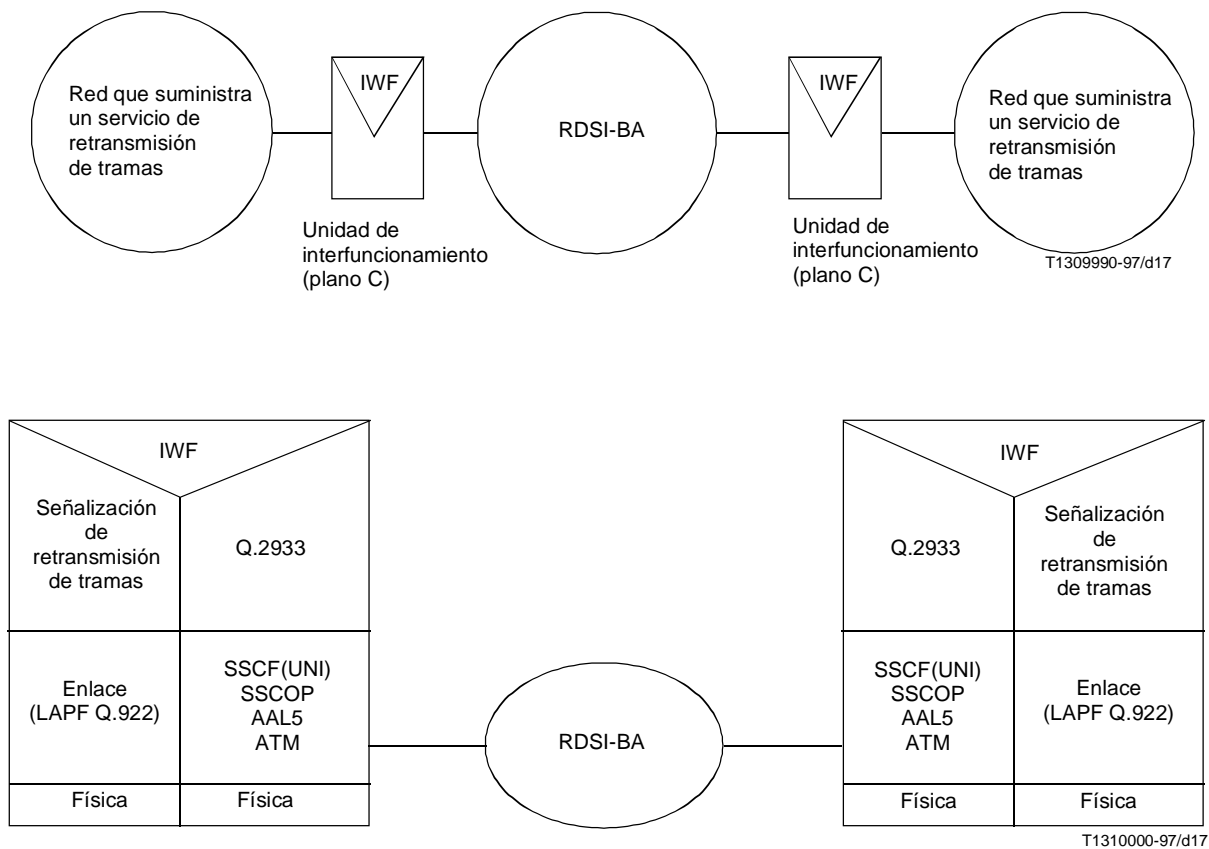 Red que suministra
un servicio de
retransmisión
de tramas
IWF
Unidad de
interfuncionamiento
(plano C)
RDSI-BA
IWF
Unidad de
interfuncionamiento
(plano C)
Red que suministra
un servicio de
retransmisión
de tramas
T1309990-97/d17
IWF
Señalización
de
retransmisión
de tramas
Q.2933
Enlace
(LAPF Q.922)
SSCF(UNI)
SSCOP
AAL5
ATM
Física
Física
RDSI-BA
IWF
Q.2933
Señalización
de
retransmisión
de tramas
SSCF(UNI)
SSCOP
AAL5
ATM
Enlace
(LAPF Q.922)
Física
Física
T1310000-97/d17